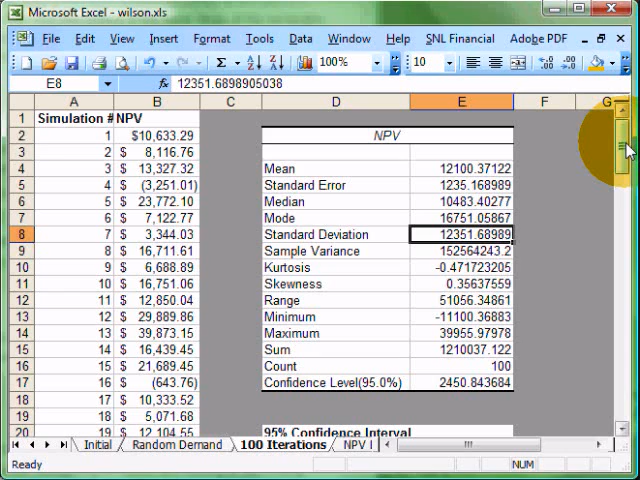 Microsoft Excel - wilson.xls
File Edit View Insert Format Tools Data Window Help SNL Financial Adobe PDF
Σ 100% 10
E8 fx 12351.6898905038
A B C D E F G
1 Simulation # NPV
2 1 $10,633.29 NPV
3 2 $ 8,116.76
4 3 $ 13,327.32 Mean 12100.37122
5 4 $ (3,251.01) Standard Error 1235.168989
6 5 $ 23,772.10 Median 10483.40277
7 6 $ 7,122.77 Mode 16751.05867
8 7 $ 3,344.03 Standard Deviation 12351.68989
9 8 $ 16,711.61 Sample Variance 152564243.2
10 9 $ 6,688.89 Kurtosis -0.471723205
11 10 $ 16,751.06 Skewness 0.35637559
12 11 $ 12,850.04 Range 51056.34861
13 12 $ 29,889.86 Minimum -11100.36883
14 13 $ 39,873.15 Maximum 39955.97978
15 14 $ 16,439.45 Sum 1210037.122
16 15 $ 21,689.45 Count 100
17 16 $ (643.76) Confidence Level(95.0%) 2450.843684
18 17 $ 10,333.52
19 18 $ 5,071.68
20 19 $ 12,104.55 95% Confidence Interval
Initial Random Demand 100 Iterations NPV I
Ready NUM